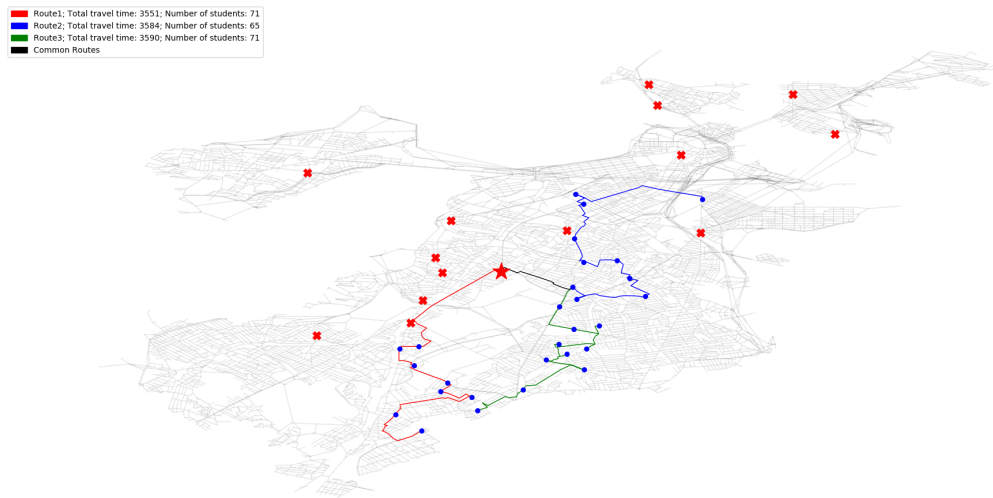 Route1; Total travel time: 3551; Number of students: 71
Route2; Total travel time: 3584; Number of students: 65
Route3; Total travel time: 3590; Number of students: 71
Common Routes